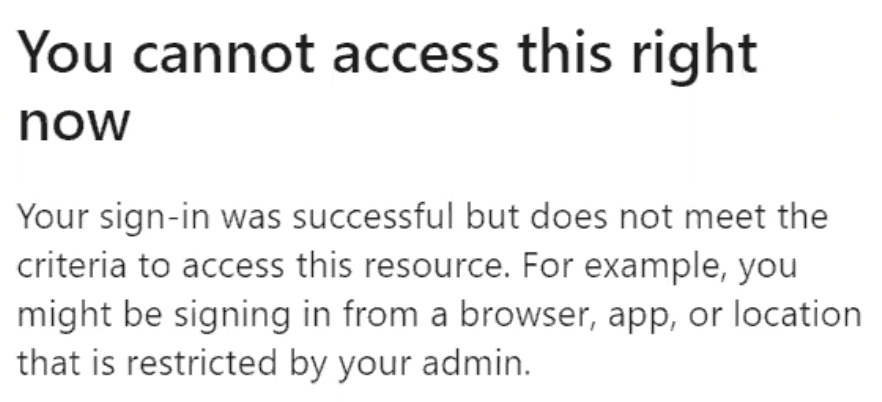 You cannot access this right
now
Your sign-in was successful but does not meet the
criteria to access this resource. For example, you
might be signing in from a browser, app, or location
that is restricted by your admin.